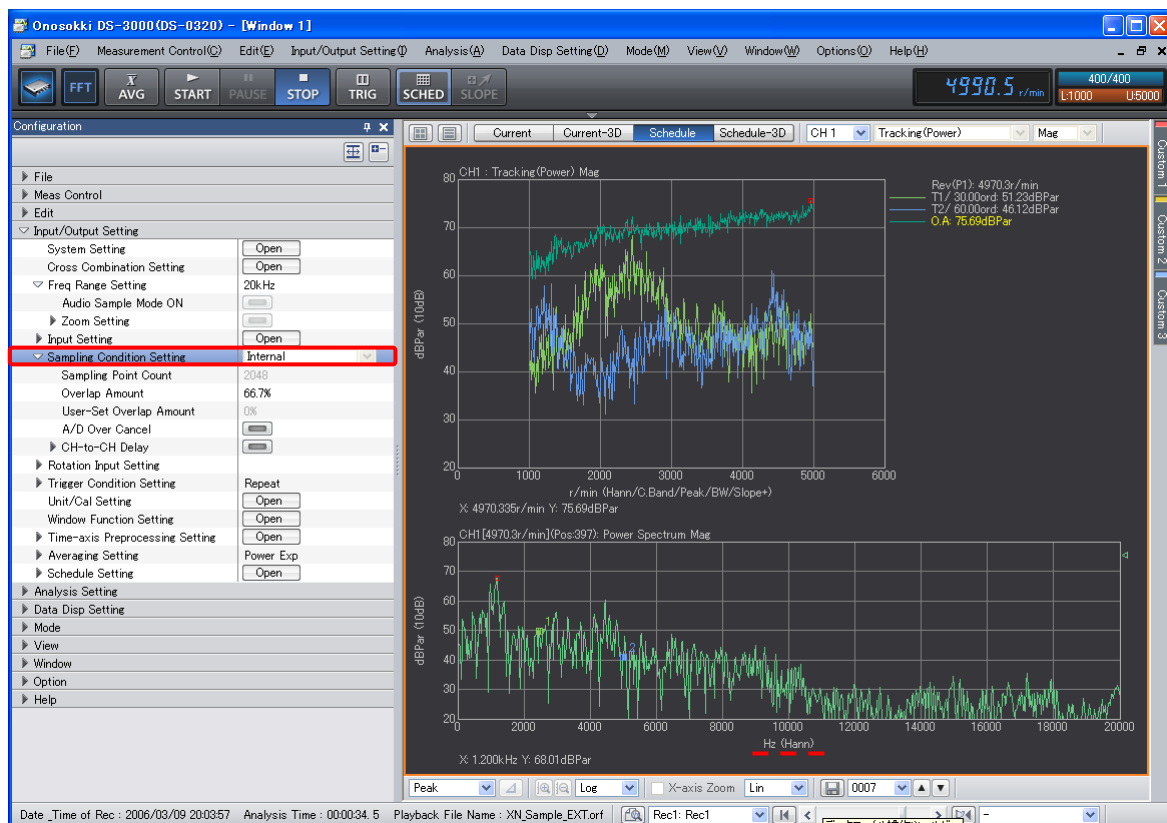 Onosokki DS-3000(DS-0320) - [Window 1]
File(F) Measurement Control(C) Edit(E) Input/Output Setting(I) Analysis(A) Data Disp Setting(D) Mode(M) View(V) Window(W) Options(O) Help(H)
FFT X AVG START PAUSE STOP TRIG SCHED SLOPE 4990.5 r/min 400/400
L:1000 U:5000
Configuration
Current Current-3D Schedule Schedule-3D CH 1 Tracking(Power) Mag
Custom 1
Custom 2
Custom 3
File
Meas Control
Edit
Input/Output Setting
System Setting Open
Cross Combination Setting Open
Freq Range Setting 20kHz
Audio Sample Mode ON
Zoom Setting
Input Setting Open
Sampling Condition Setting Internal
Sampling Point Count 2048
Overlap Amount 66.7%
User-Set Overlap Amount 0%
A/D Over Cancel
CH-to-CH Delay
Rotation Input Setting
Trigger Condition Setting Repeat
Unit/Cal Setting Open
Window Function Setting Open
Time-axis Preprocessing Setting Open
Averaging Setting Power Exp
Schedule Setting Open
Analysis Setting
Data Disp Setting
Mode
View
Window
Option
Help
CH1 : Tracking(Power) Mag
Rev(P1): 4970.3r/min
T1/ 30.00ord: 51.23dBPar
T2/ 60.00ord: 46.12dBPar
O.A: 75.69dBPar
80
70
60
50
40
30
20
dBPar (10dB)
0 1000 2000 3000 4000 5000 6000
r/min (Hann/C.Band/Peak/BW/Slope+)
X: 4970.335r/min Y: 75.69dBPar
CH1[4970.3r/min](Pos:397): Power Spectrum Mag
80
70
60
50
40
30
20
dBPar (10dB)
1
2
0 2000 4000 6000 8000 10000 12000 14000 16000 18000 20000
Hz (Hann)
X: 1.200kHz Y: 68.01dBPar
Peak Log X-axis Zoom Lin 0007
Date _Time of Rec : 2006/03/09 20:03:57 Analysis Time : 00:00:34. 5 Playback File Name : XN_Sample_EXT.orf Rec1: Rec1 -